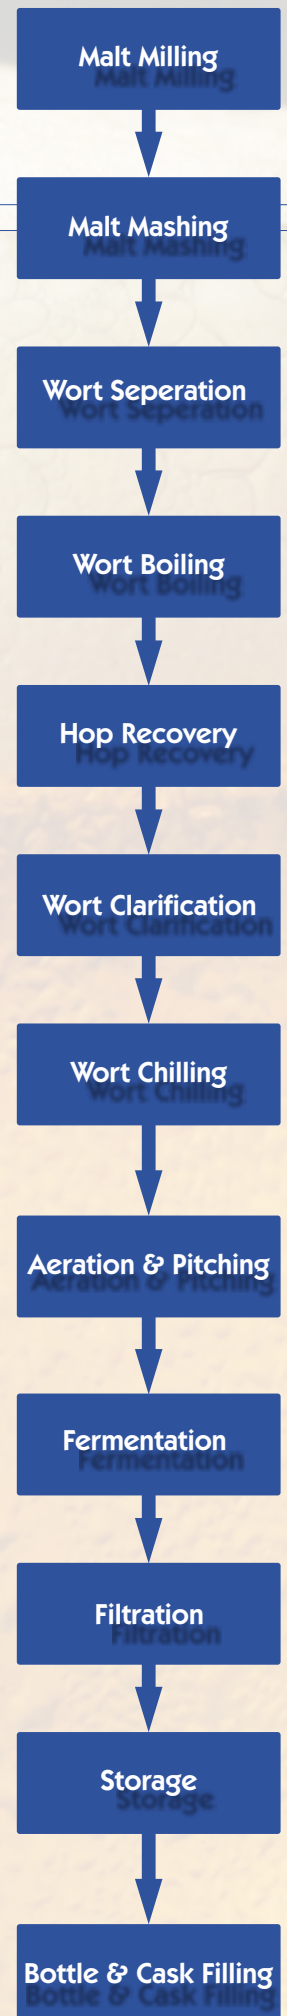 Malt Milling
Malt Mashing
Wort Seperation
Wort Boiling
Hop Recovery
Wort Clarification
Wort Chilling
Aeration & Pitching
Fermentation
Filtration
Storage
Bottle & Cask Filling